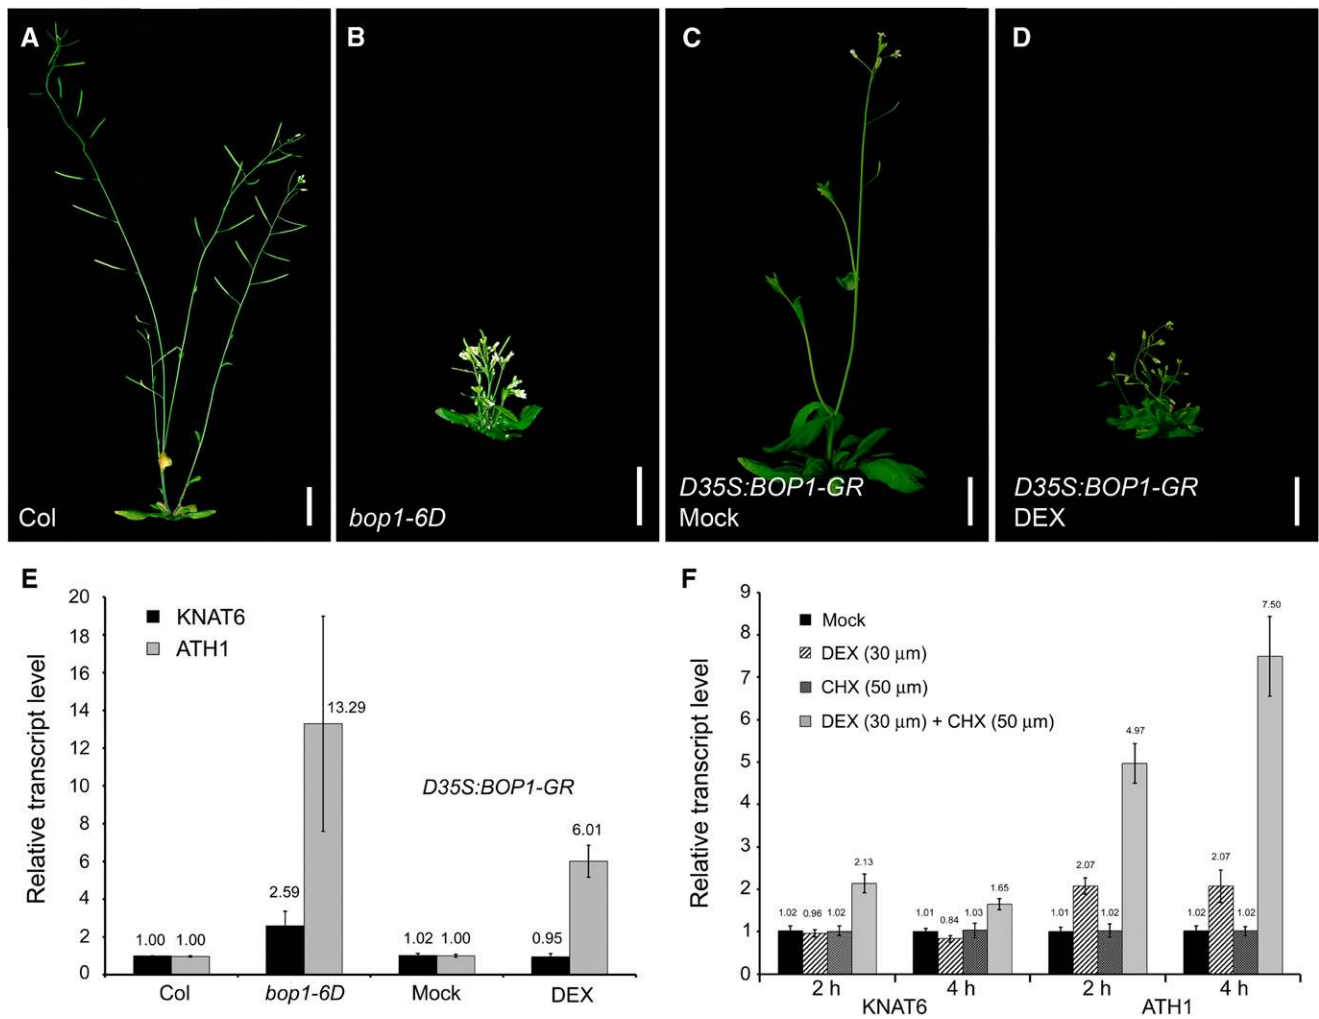 A
B
C
D
Col
bop1-6D
D35S:BOP1-GR
Mock
D35S:BOP1-GR
DEX
E
Relative transcript level
20
18
16
14
12
10
8
6
4
2
0
KNAT6
ATH1
D35S:BOP1-GR
1.00
1.00
2.59
13.29
1.02
1.00
0.95
6.01
Col
bop1-6D
Mock
DEX
F
Relative transcript level
9
8
7
6
5
4
3
2
1
0
Mock
DEX (30 μm)
CHX (50 μm)
DEX (30 μm) + CHX (50 μm)
1.02
0.96
1.02
2.13
1.01
0.84
1.03
1.65
1.01
2.07
1.02
4.97
1.02
2.07
1.02
7.50
2 h
4 h
2 h
4 h
KNAT6
ATH1